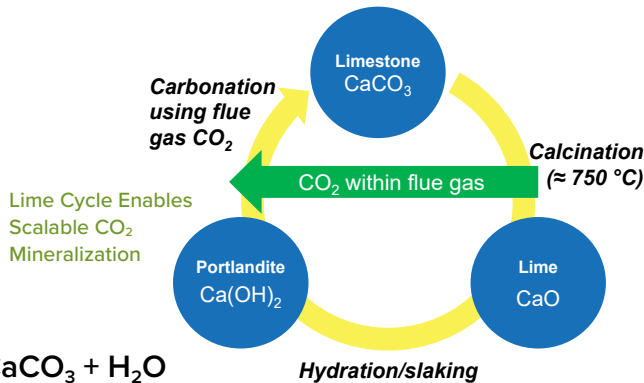 Limestone
CaCO₃
Carbonation
using flue
gas CO₂
Calcination
(≈ 750 °C)
CO₂ within flue gas
Lime Cycle Enables
Scalable CO₂
Mineralization
Portlandite
Ca(OH)₂
Lime
CaO
Hydration/slaking
aCO₃ + H₂O